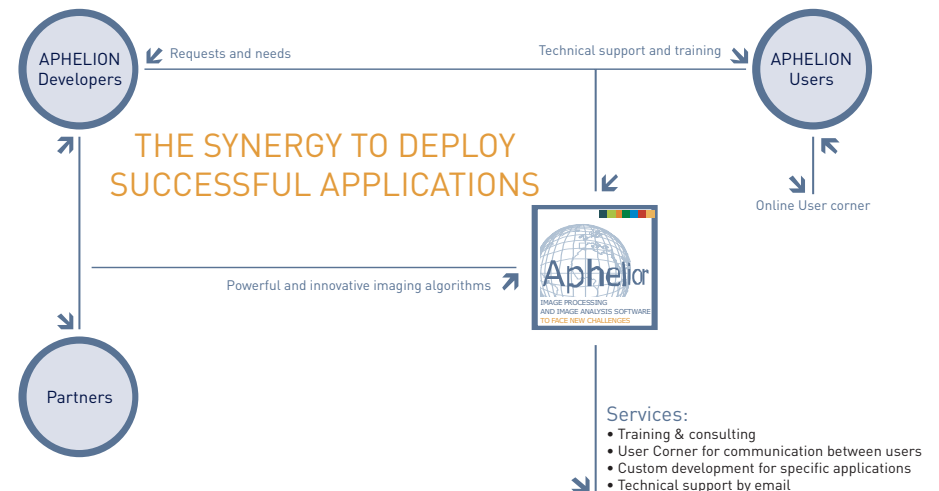 APHELION
Developers
Requests and needs
Technical support and training
APHELION
Users
THE SYNERGY TO DEPLOY
SUCCESSFUL APPLICATIONS
Online User corner
Powerful and innovative imaging algorithms
Aphelion
IMAGE PROCESSING
AND IMAGE ANALYSIS SOFTWARE
TO FACE NEW CHALLENGES
Partners
Services:
• Training & consulting
• User Corner for communication between users
• Custom development for specific applications
• Technical support by email